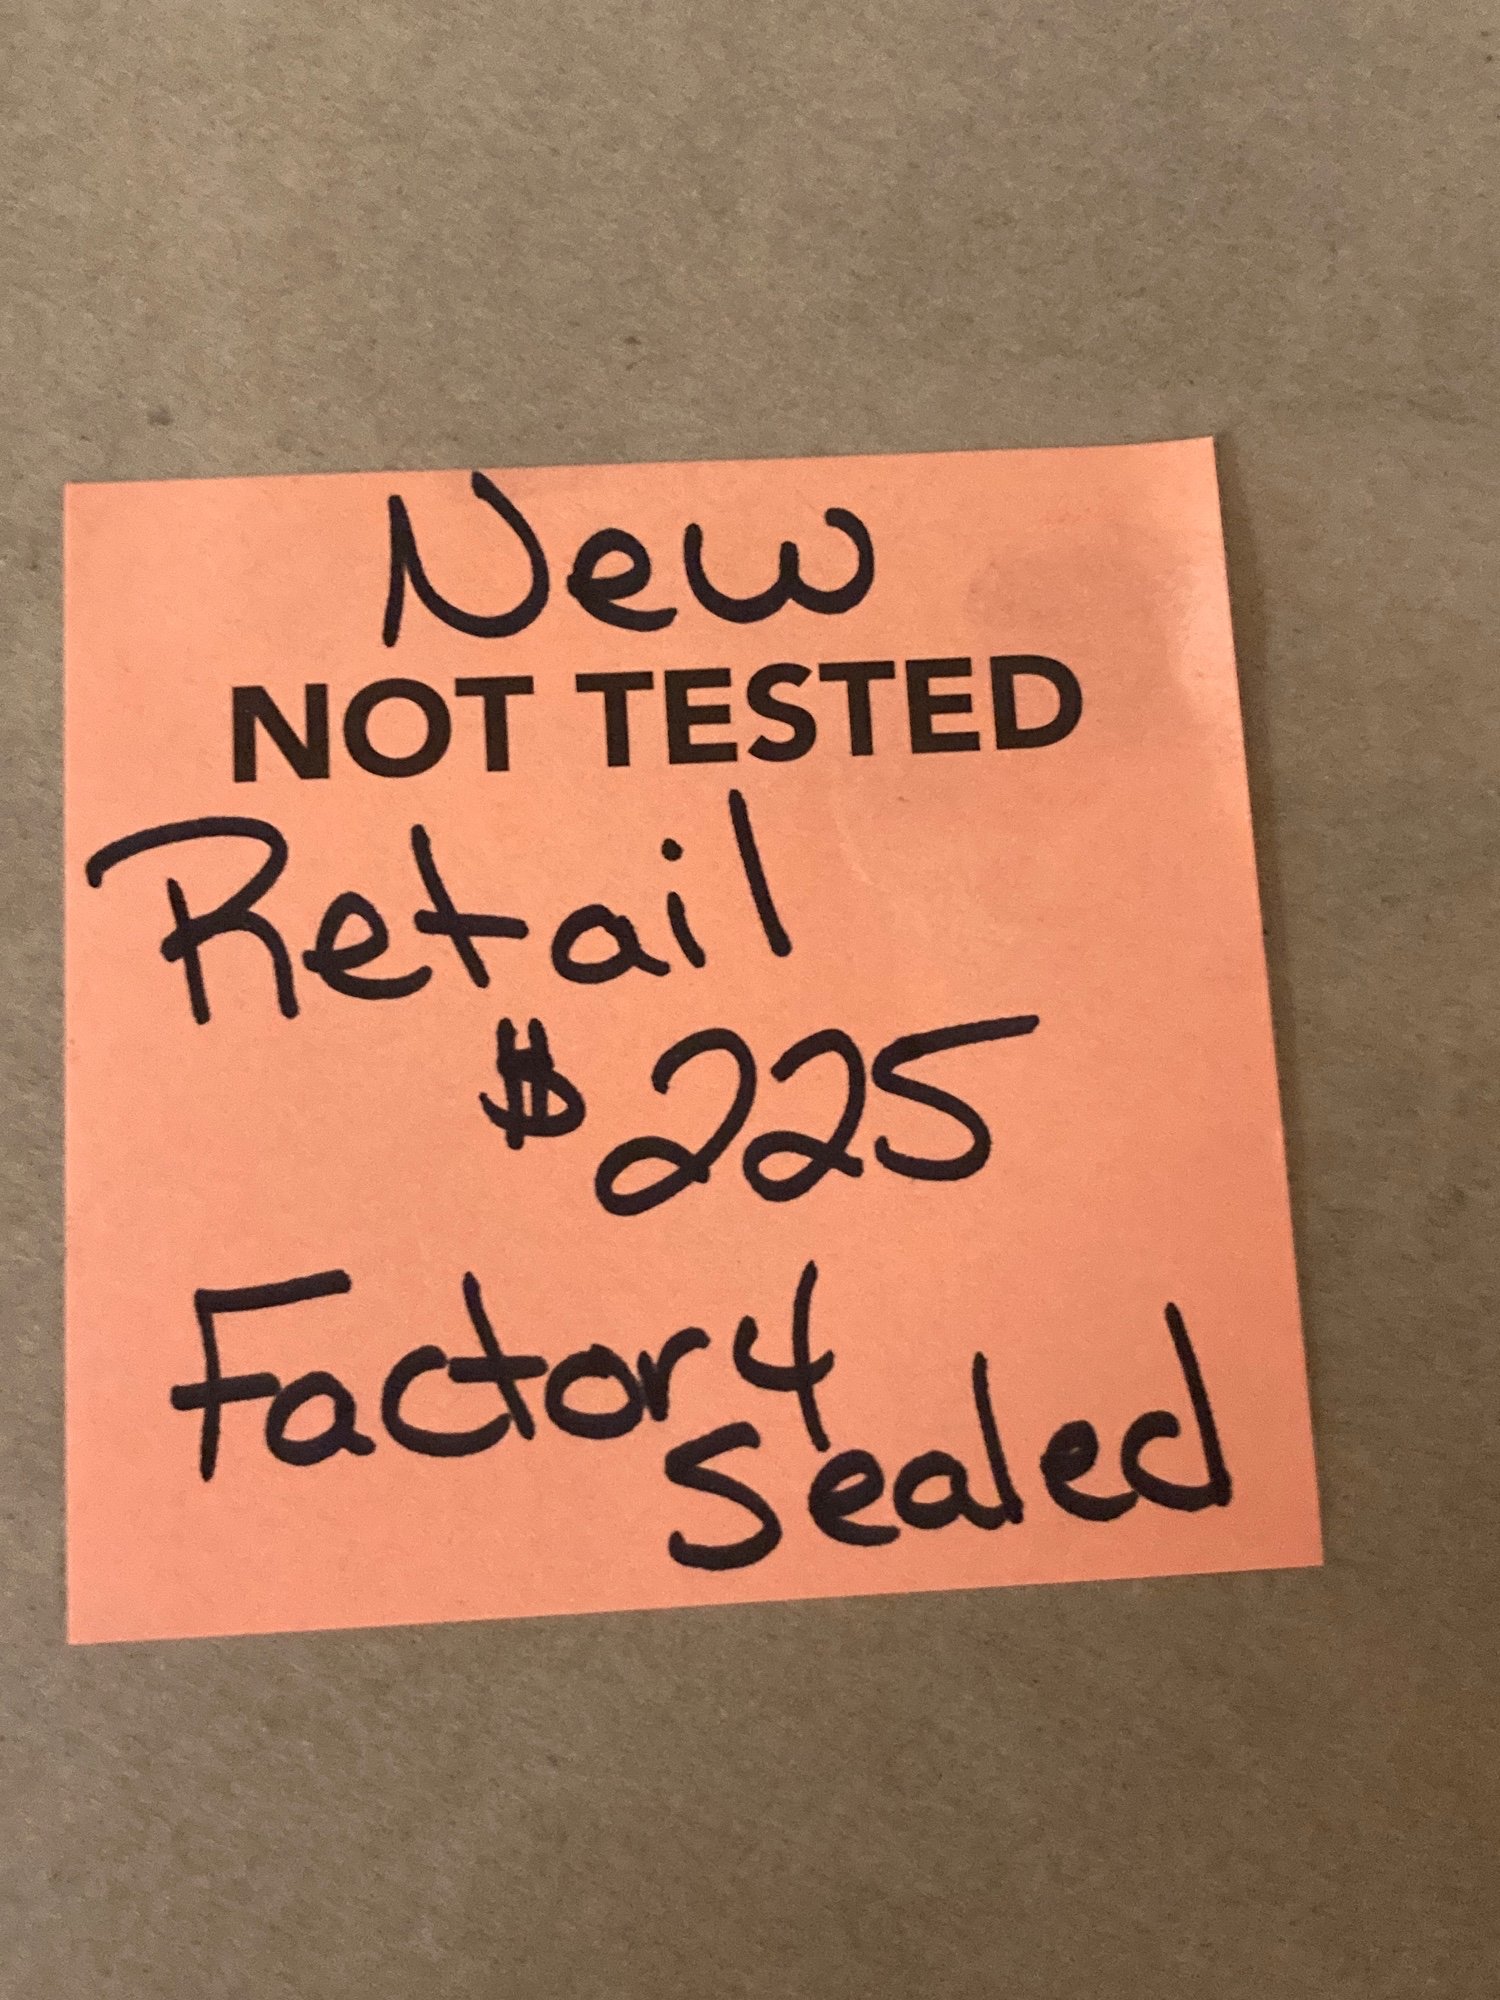 New
NOT TESTED
Retail
$225
Factory
Sealed